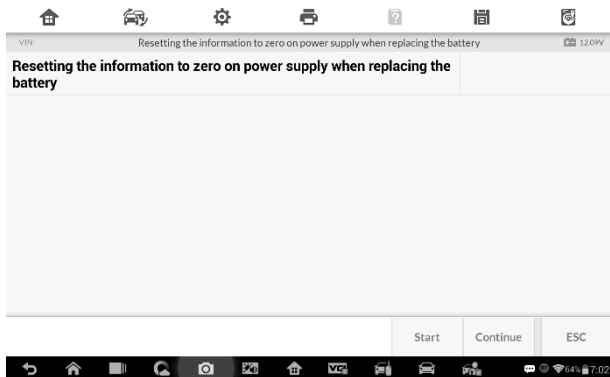 VIN:
Resetting the information to zero on power supply when replacing the battery
12.09V
Resetting the information to zero on power supply when replacing the
battery
Start
Continue
ESC
64%
7:02